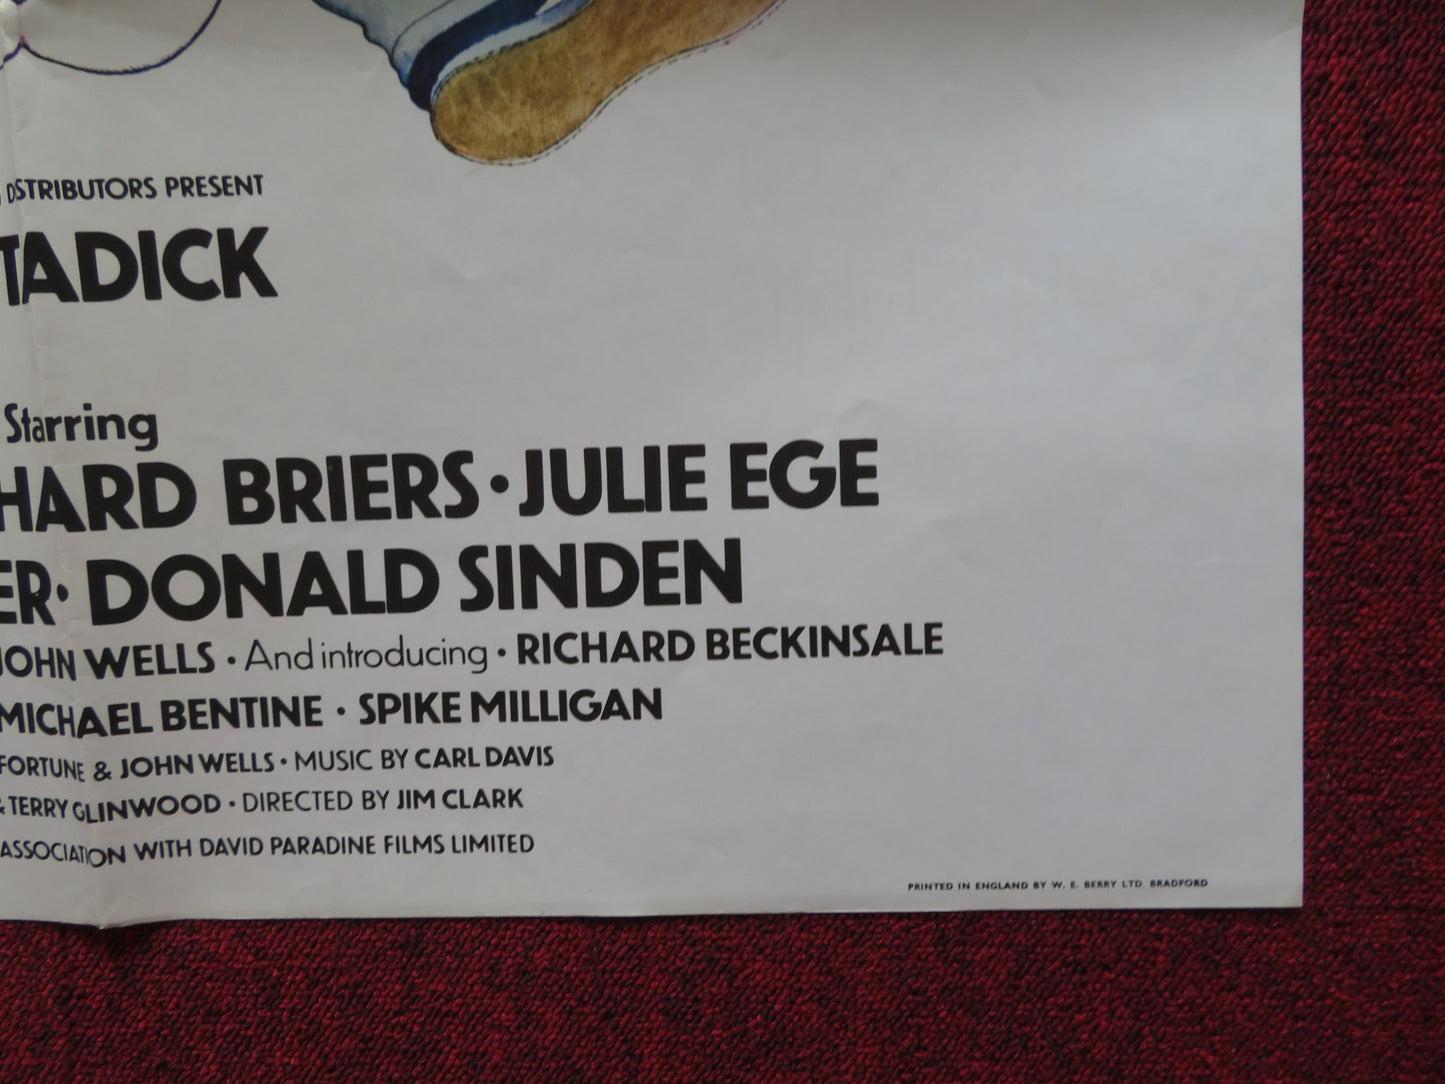 DISTRIBUTORS PRESENT
TADICK
Starring
HARD BRIERS · JULIE EGE
ER · DONALD SINDEN
JOHN WELLS · And introducing · RICHARD BECKINSALE
MICHAEL BENTINE · SPIKE MILLIGAN
FORTUNE & JOHN WELLS · MUSIC BY CARL DAVIS
& TERRY GLINWOOD · DIRECTED BY JIM CLARK
ASSOCIATION WITH DAVID PARADINE FILMS LIMITED
PRINTED IN ENGLAND BY W. E. BERRY LTD. BRADFORD